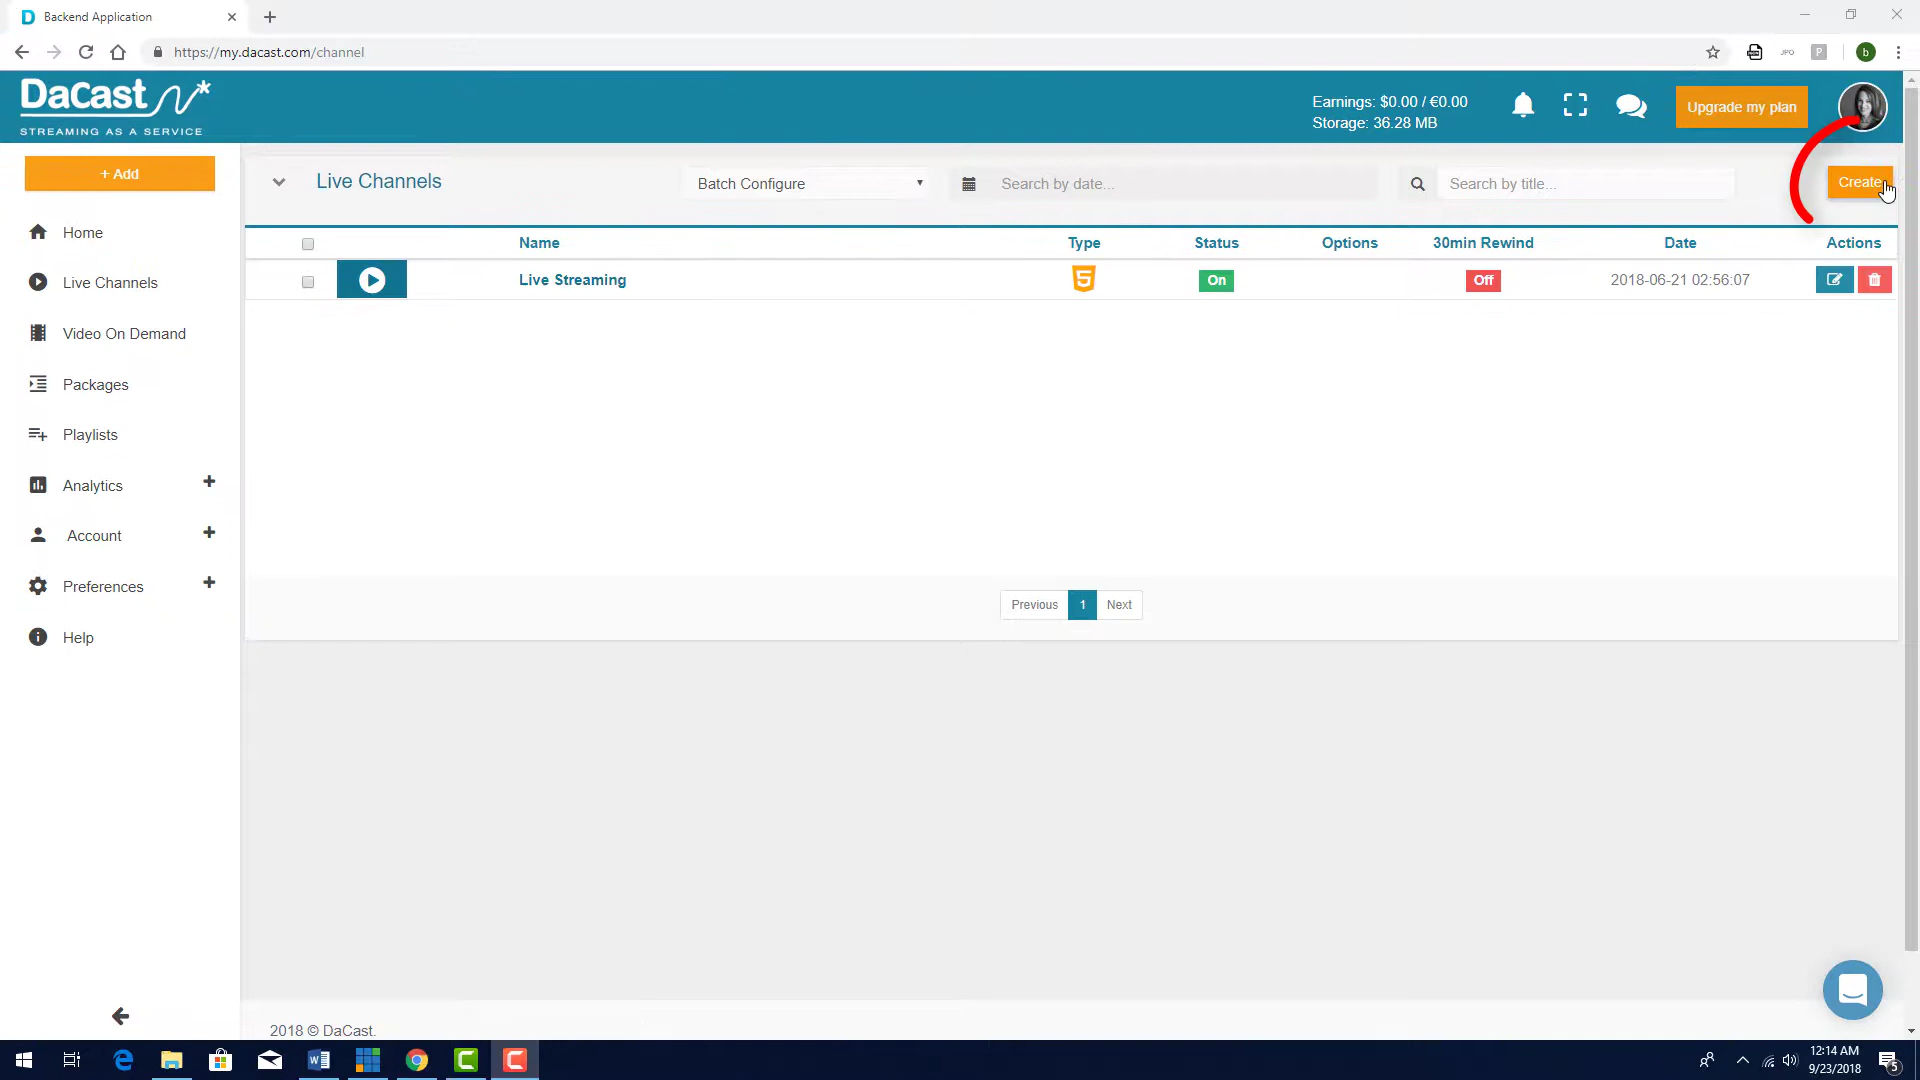 Backend Application
https://my.dacast.com/channel
b
DaCast
STREAMING AS A SERVICE
Earnings: $0.00 / €0.00
Storage: 36.28 MB
Upgrade my plan
+ Add
Live Channels
Batch Configure
Search by date...
Search by title...
Create
Home
Live Channels
Video On Demand
Packages
Playlists
Analytics
Account
Preferences
Help
Name Type Status Options 30min Rewind Date Actions
Live Streaming On Off 2018-06-21 02:56:07
Previous 1 Next
2018 © DaCast.
12:14 AM
9/23/2018
5